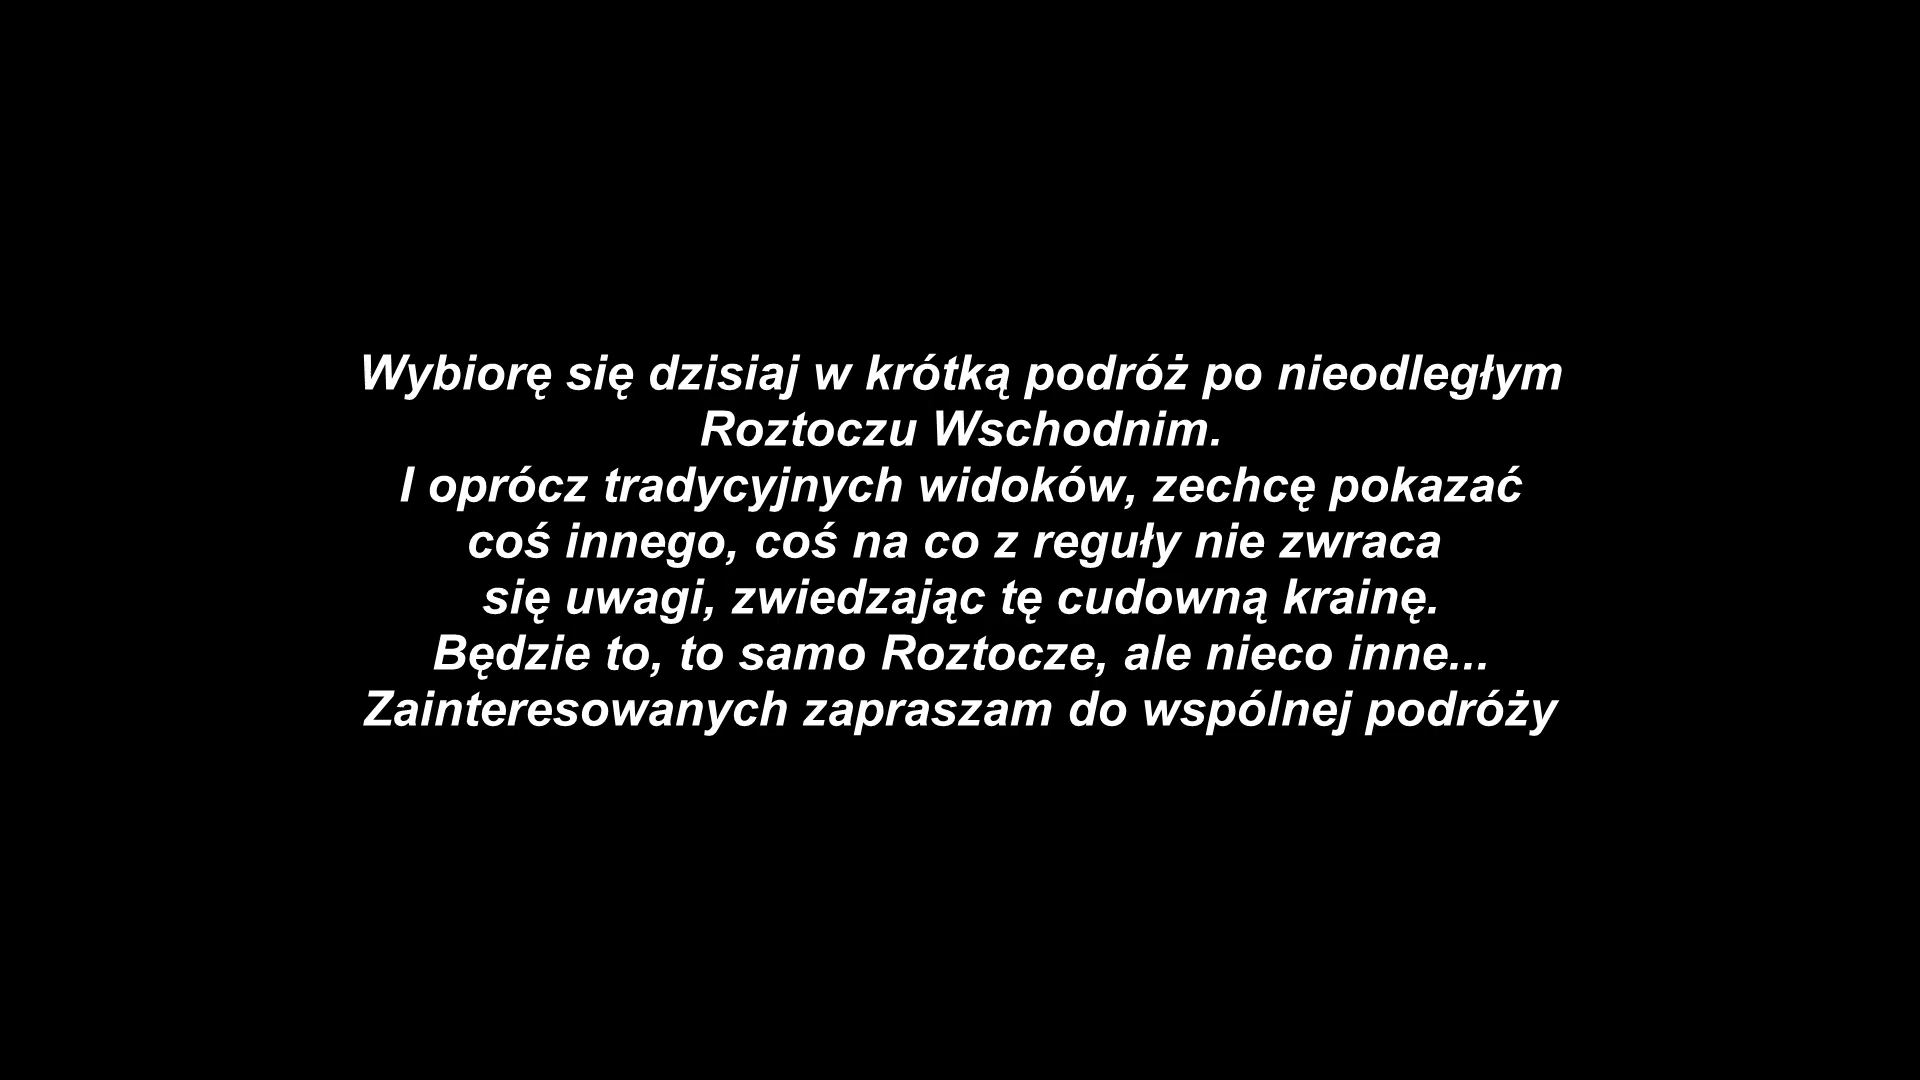 Wybiorę się dzisiaj w krótką podróż po nieodległym
Roztoczu Wschodnim.
I oprócz tradycyjnych widoków, zechcę pokazać
coś innego, coś na co z reguły nie zwraca
się uwagi, zwiedzając tę cudowną krainę.
Będzie to, to samo Roztocze, ale nieco inne...
Zainteresowanych zapraszam do wspólnej podróży